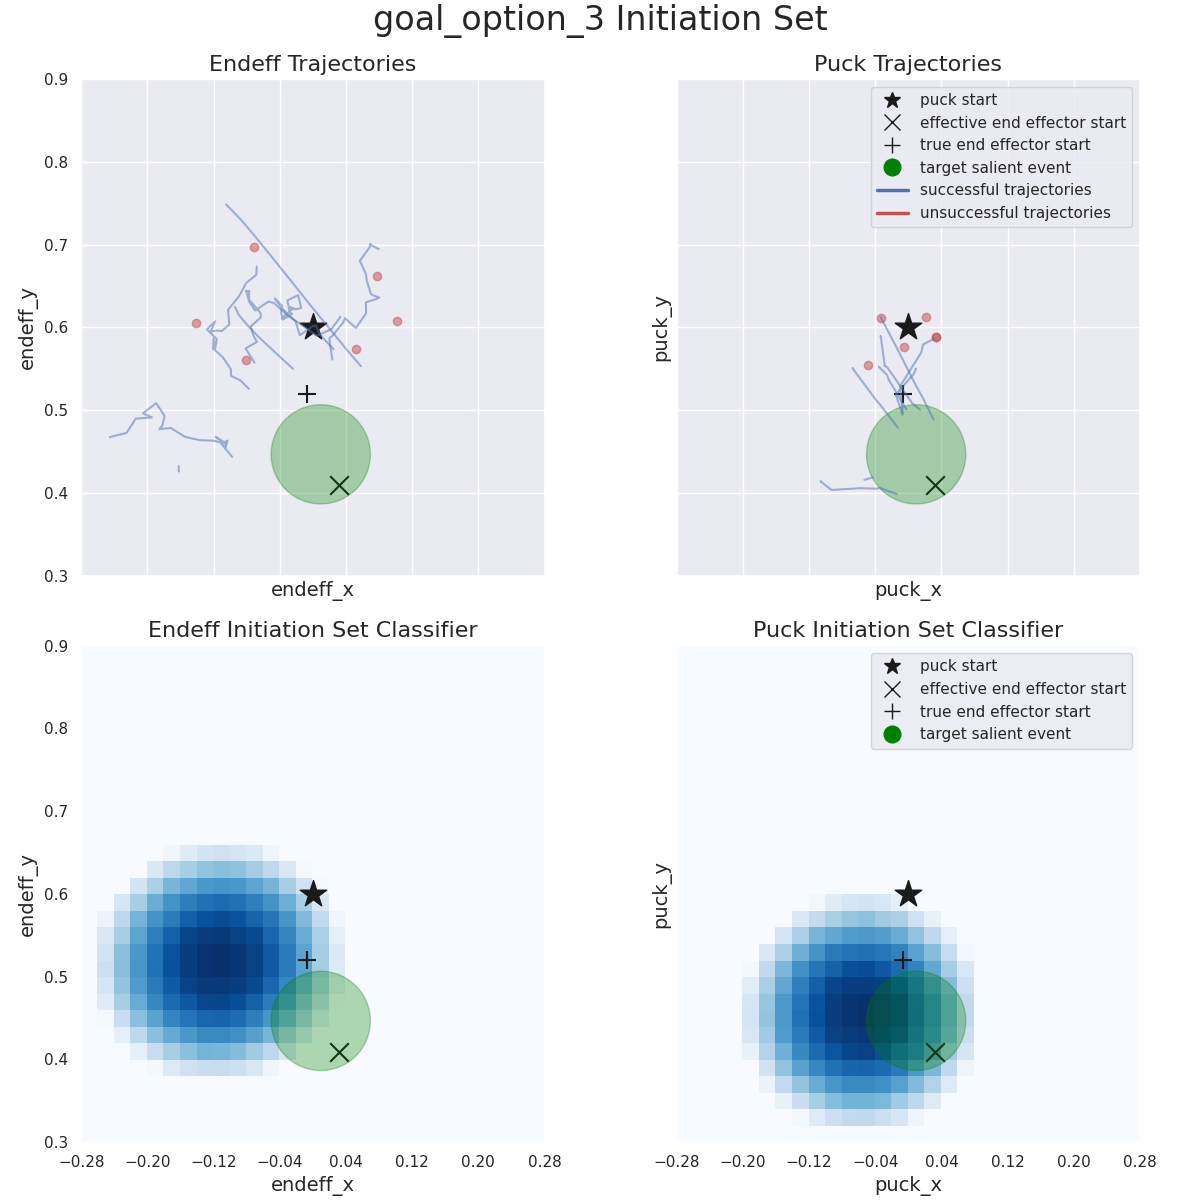 goal_option_3 Initiation Set
Endeff Trajectories
0.9
0.8
0.7
0.6
0.5
0.4
0.3
endeff_y
endeff_x
Puck Trajectories
puck start
effective end effector start
true end effector start
target salient event
successful trajectories
unsuccessful trajectories
puck_y
puck_x
Endeff Initiation Set Classifier
0.9
0.8
0.7
0.6
0.5
0.4
0.3
endeff_y
−0.28 −0.20 −0.12 −0.04 0.04 0.12 0.20 0.28
endeff_x
Puck Initiation Set Classifier
puck start
effective end effector start
true end effector start
target salient event
puck_y
−0.28 −0.20 −0.12 −0.04 0.04 0.12 0.20 0.28
puck_x